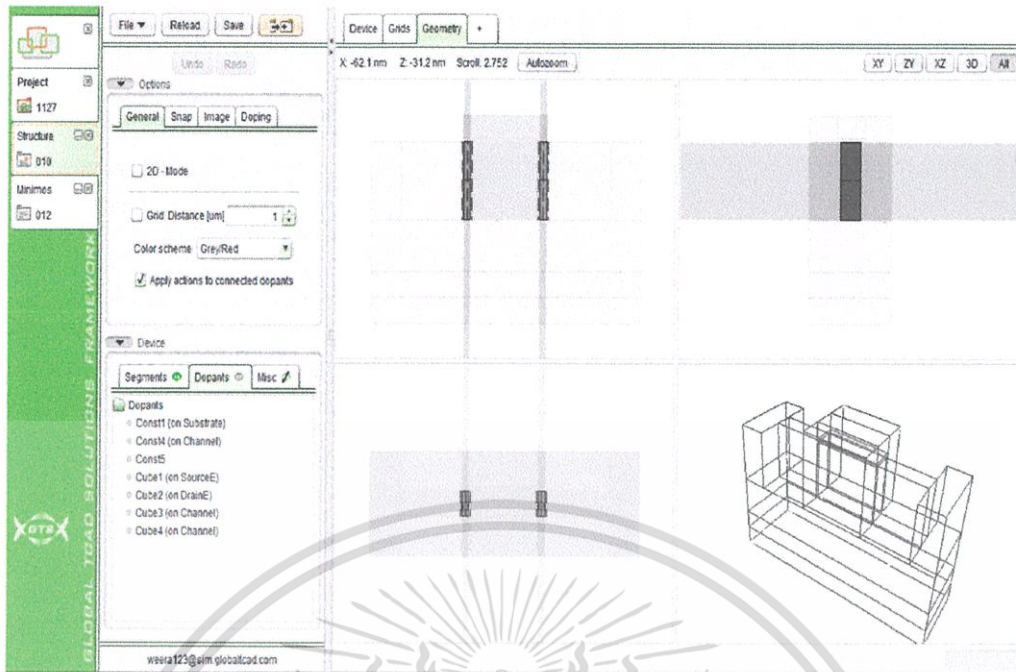 File ▼ Reload Save
Device Grids Geometry +
Undo Redo
X: -62.1 nm Z: -31.2 nm Scroll: 2.752 Autozoom
XY ZY XZ 3D All
Project
1127
Structure
010
Minimos
012
Options
General Snap Image Doping
2D - Mode
Grid Distance [um] 1
Color scheme Grey/Red
Apply actions to connected dopants
Device
Segments Dopants Misc
Dopants
Const1 (on Substrate)
Const4 (on Channel)
Const5
Cube1 (on SourceE)
Cube2 (on DrainE)
Cube3 (on Channel)
Cube4 (on Channel)
GTS
GLOBAL TCAD SOLUTIONS FRAMEWORK
weera123@sim.globaltcad.com